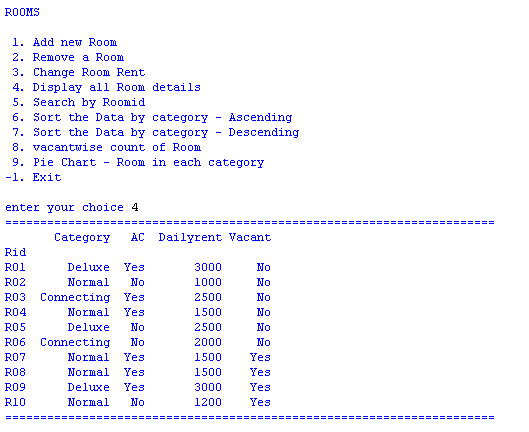 ROOMS
1. Add new Room
2. Remove a Room
3. Change Room Rent
4. Display all Room details
5. Search by Roomid
6. Sort the Data by category - Ascending
7. Sort the Data by category - Descending
8. vacantwise count of Room
9. Pie Chart - Room in each category
-1. Exit
enter your choice 4
======================================================================
Category AC Dailyrent Vacant
Rid
R01 Deluxe Yes 3000 No
R02 Normal No 1000 No
R03 Connecting Yes 2500 No
R04 Normal Yes 1500 No
R05 Deluxe No 2500 No
R06 Connecting No 2000 No
R07 Normal Yes 1500 Yes
R08 Normal Yes 1500 Yes
R09 Deluxe Yes 3000 Yes
R10 Normal No 1200 Yes
======================================================================